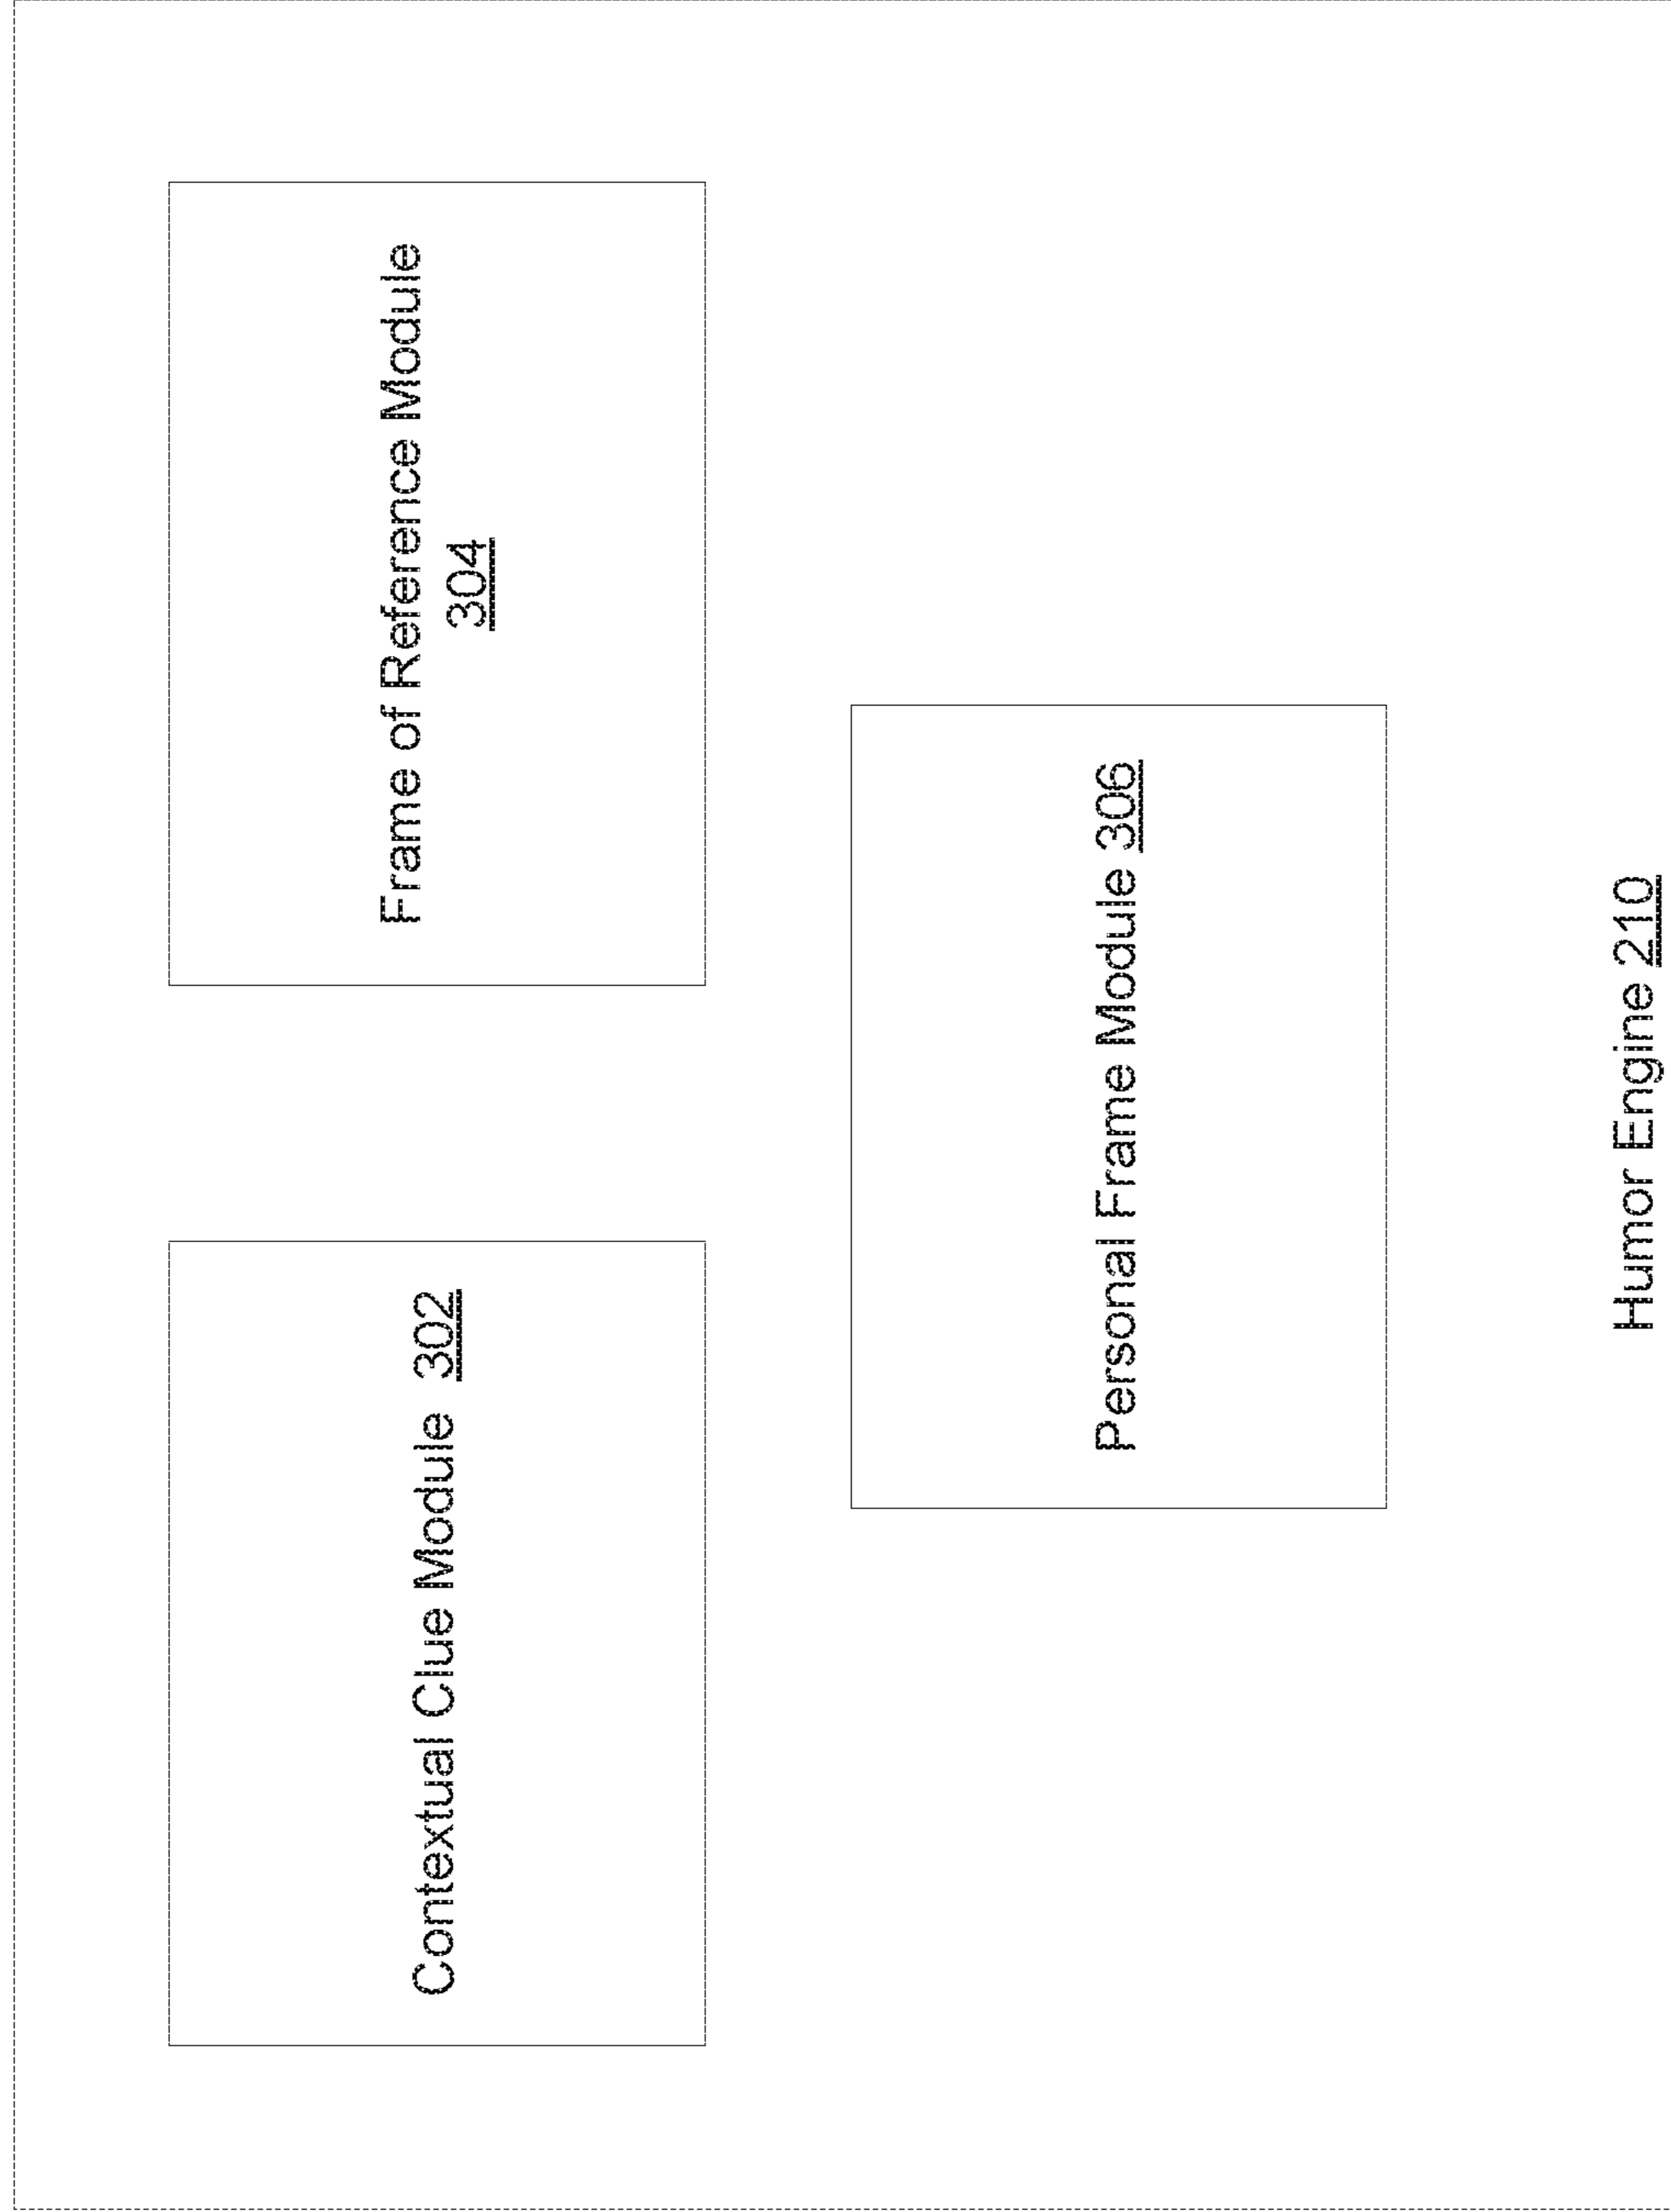 Contextual Clue Module 302
Frame of Reference Module
304
Personal Frame Module 306
Humor Engine 210